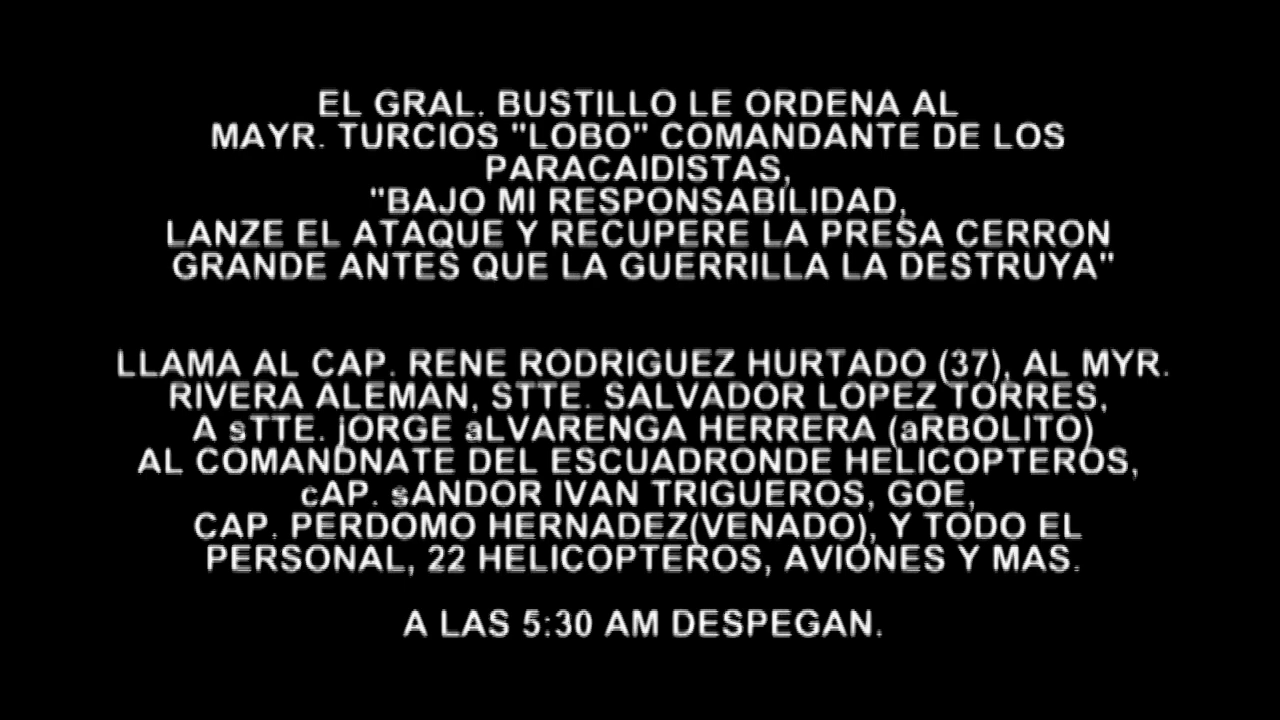 EL GRAL. BUSTILLO LE ORDENA AL
MAYR. TURCIOS "LOBO" COMANDANTE DE LOS
PARACAIDISTAS,
"BAJO MI RESPONSABILIDAD,
LANZE EL ATAQUE Y RECUPERE LA PRESA CERRON
GRANDE ANTES QUE LA GUERRILLA LA DESTRUYA"
LLAMA AL CAP. RENE RODRIGUEZ HURTADO (37), AL MYR.
RIVERA ALEMAN, STTE. SALVADOR LOPEZ TORRES,
A sTTE. jORGE aLVARENGA HERRERA (aRBOLITO)
AL COMANDNATE DEL ESCUADRONDE HELICOPTEROS,
cAP. sANDOR IVAN TRIGUEROS, GOE,
CAP. PERDOMO HERNADEZ(VENADO), Y TODO EL
PERSONAL, 22 HELICOPTEROS, AVIONES Y MAS.
A LAS 5:30 AM DESPEGAN.